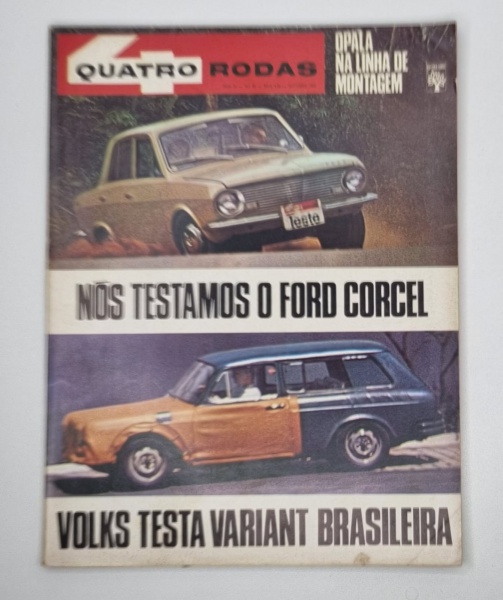 QUATRO RODAS
OPALA
NA LINHA DE
MONTAGEM
Teste
NÓS TESTAMOS O FORD CORCEL
VOLKS TESTA VARIANT BRASILEIRA